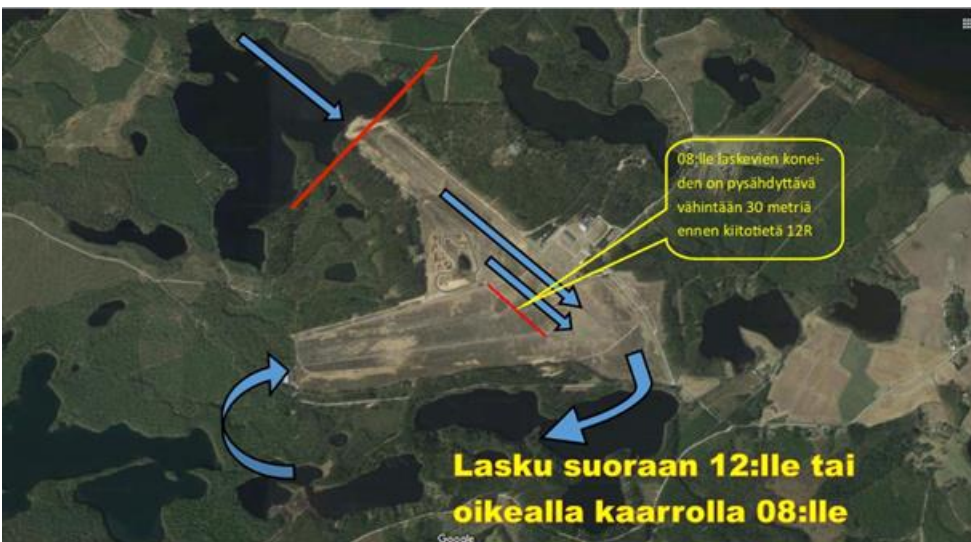 08:lle laskevien konei-
den on pysähdyttävä
vähintään 30 metriä
ennen kiitotietä 12R
Lasku suoraan 12:lle tai
oikealla kaarrolla 08:lle
Google